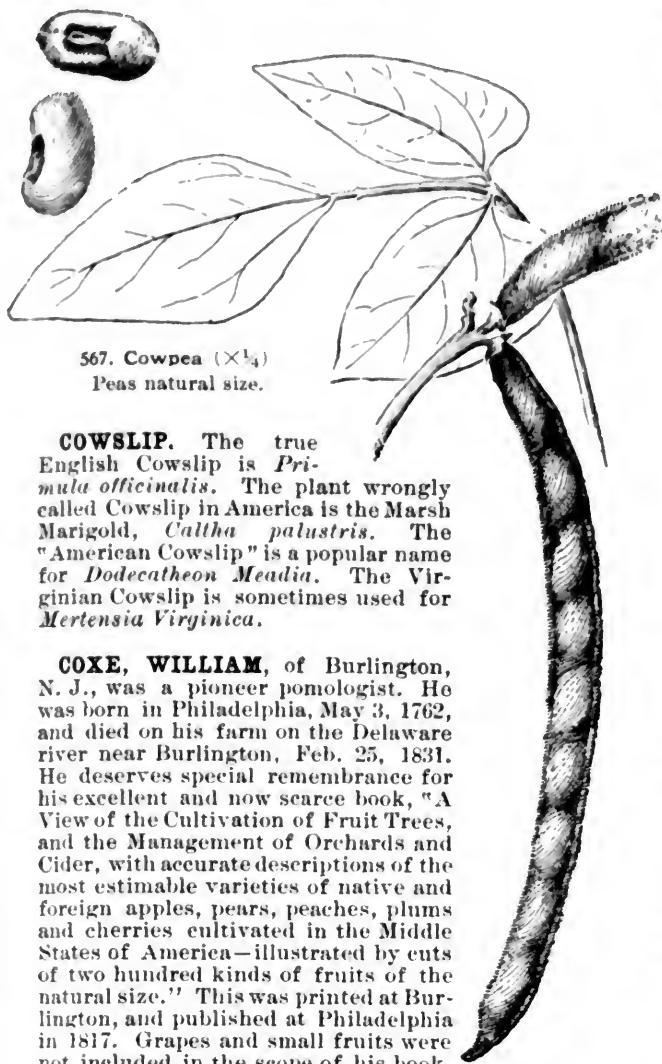 567. Cowpea (×¼)
Peas natural size.
COWSLIP. The true
English Cowslip is Pri-
mula officinalis. The plant wrongly
called Cowslip in America is the Marsh
Marigold, Caltha palustris. The
"American Cowslip" is a popular name
for Dodecatheon Meadia. The Vir-
ginian Cowslip is sometimes used for
Mertensia Virginica.
COXE, WILLIAM, of Burlington,
N. J., was a pioneer pomologist. He
was born in Philadelphia, May 3, 1762,
and died on his farm on the Delaware
river near Burlington, Feb. 25, 1831.
He deserves special remembrance for
his excellent and now scarce book, "A
View of the Cultivation of Fruit Trees,
and the Management of Orchards and
Cider, with accurate descriptions of the
most estimable varieties of native and
foreign apples, pears, peaches, plums
and cherries cultivated in the Middle
States of America—illustrated by cuts
of two hundred kinds of fruits of the
natural size." This was printed at Bur-
lington, and published at Philadelphia
in 1817. Grapes and small fruits were
not included in the scope of his book.